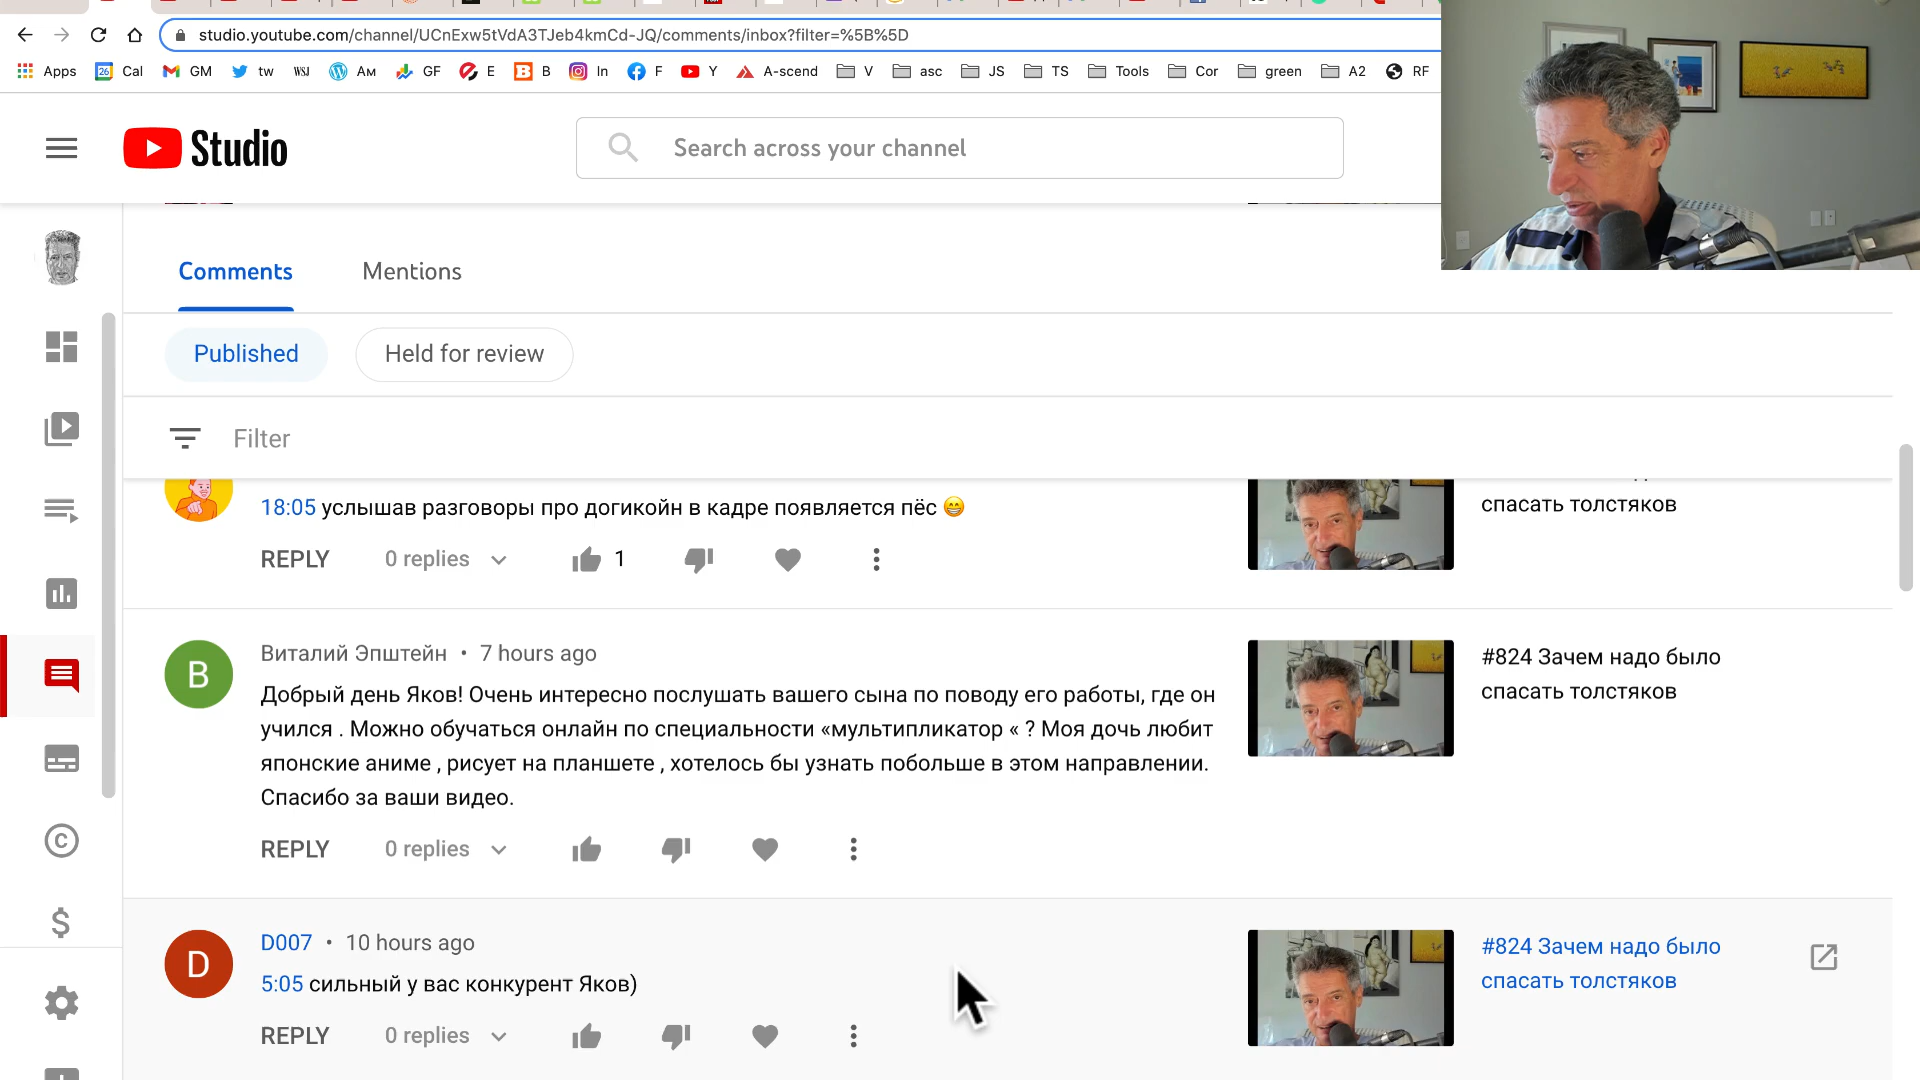 studio.youtube.com/channel/UCnExw5tVdA3TJeb4kmCd-JQ/comments/inbox?filter=%5B%5D
Apps Cal GM tw WSJ Ам GF E B In F Y A-scend V asc JS TS Tools Cor green A2 RF
Studio
Search across your channel
Comments Mentions
Published Held for review
Filter
18:05 услышав разговоры про догикойн в кадре появляется пёс 😁
спасать толстяков
REPLY 0 replies 1
Виталий Эпштейн • 7 hours ago
#824 Зачем надо было
спасать толстяков
Добрый день Яков! Очень интересно послушать вашего сына по поводу его работы, где он
учился . Можно обучаться онлайн по специальности «мультипликатор « ? Моя дочь любит
японские аниме , рисует на планшете , хотелось бы узнать побольше в этом направлении.
Спасибо за ваши видео.
REPLY 0 replies
D007 • 10 hours ago
#824 Зачем надо было
спасать толстяков
5:05 сильный у вас конкурент Яков)
REPLY 0 replies
B
D